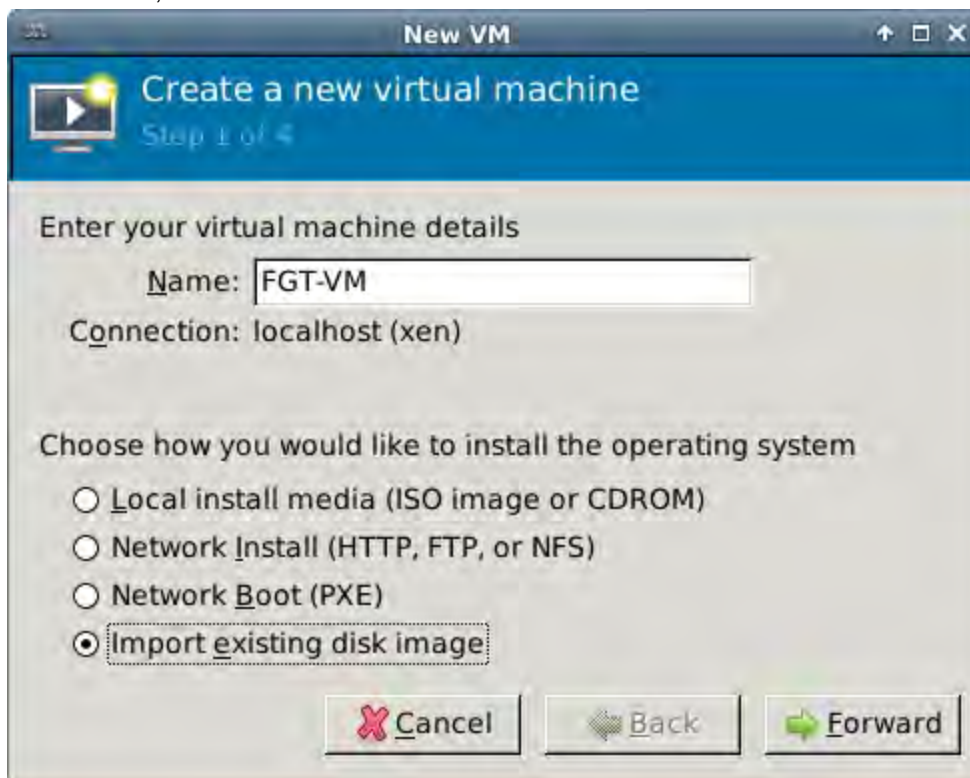 New VM
Create a new virtual machine
Step 1 of 4
Enter your virtual machine details
Name: FGT-VM
Connection: localhost (xen)
Choose how you would like to install the operating system
Local install media (ISO image or CDROM)
Network Install (HTTP, FTP, or NFS)
Network Boot (PXE)
Import existing disk image
Cancel Back Forward